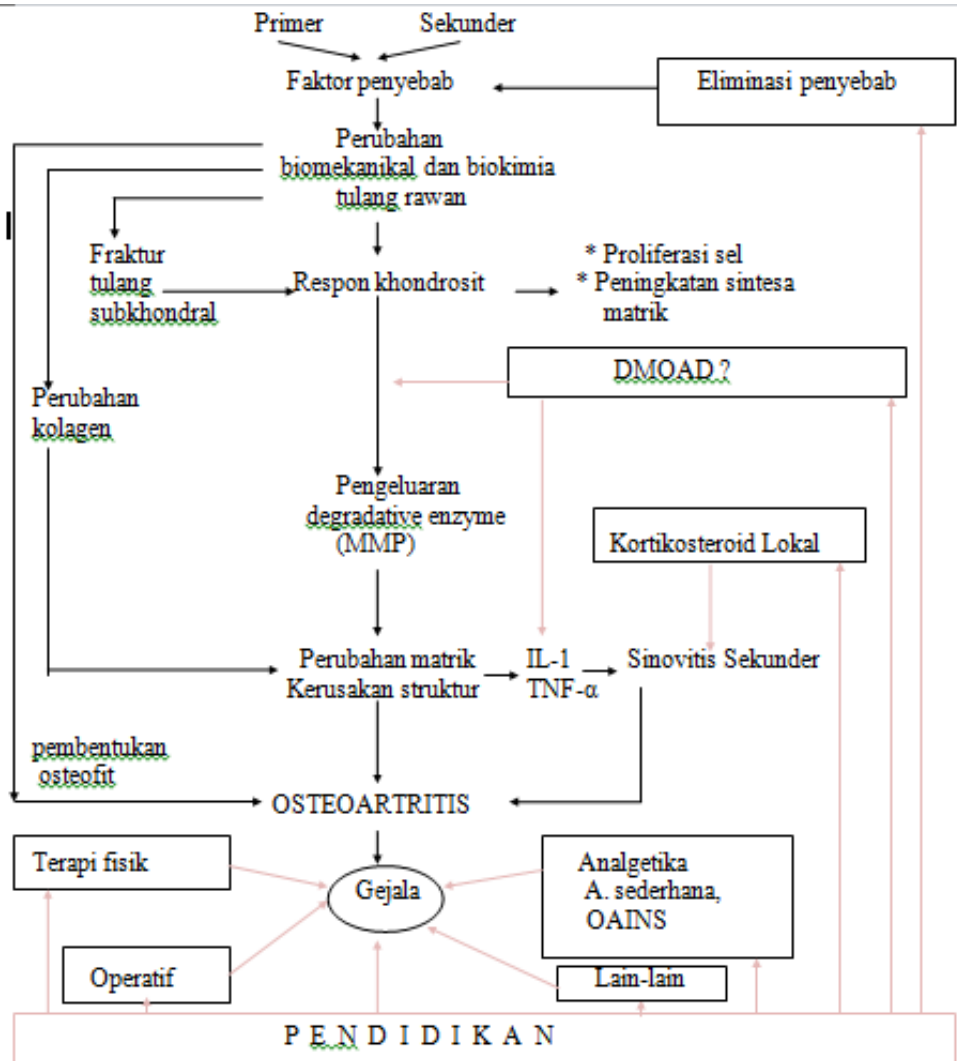 Primer Sekunder
Faktor penyebab
Eliminasi penyebab
Perubahan
biomekanikal dan biokimia
tulang rawan
Fraktur
tulang
subkhondral
Respon khondrosit
* Proliferasi sel
* Peningkatan sintesa
matrik
DMOAD ?
Perubahan
kolagen
Pengeluaran
degradative enzyme
(MMP)
Kortikosteroid Lokal
Perubahan matrik
Kerusakan struktur
IL-1
TNF-α
Sinovitis Sekunder
pembentukan
osteofit
OSTEOARTRITIS
Terapi fisik
Gejala
Analgetika
A. sederhana,
OAINS
Operatif
Lain-lain
P E N D I D I K A N